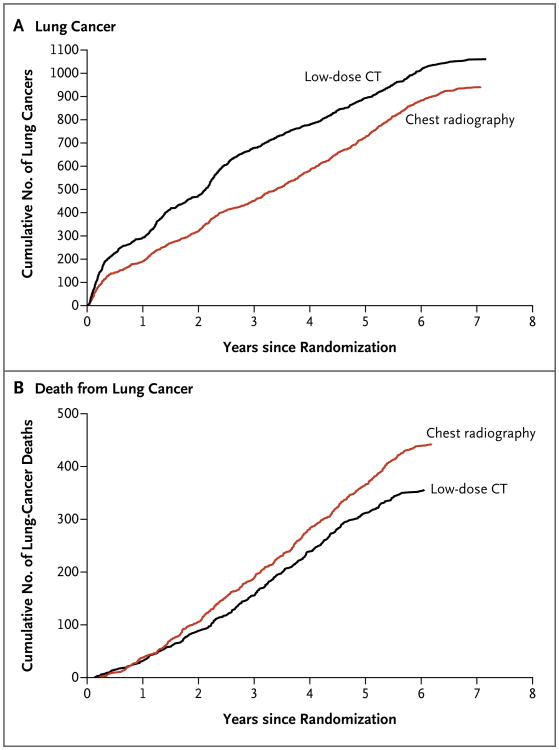 A Lung Cancer
1100
1000
900
800
700
600
500
400
300
200
100
0
Cumulative No. of Lung Cancers
Low-dose CT
Chest radiography
0 1 2 3 4 5 6 7 8
Years since Randomization
B Death from Lung Cancer
500
400
300
200
100
0
Cumulative No. of Lung-Cancer Deaths
Chest radiography
Low-dose CT
0 1 2 3 4 5 6 7 8
Years since Randomization